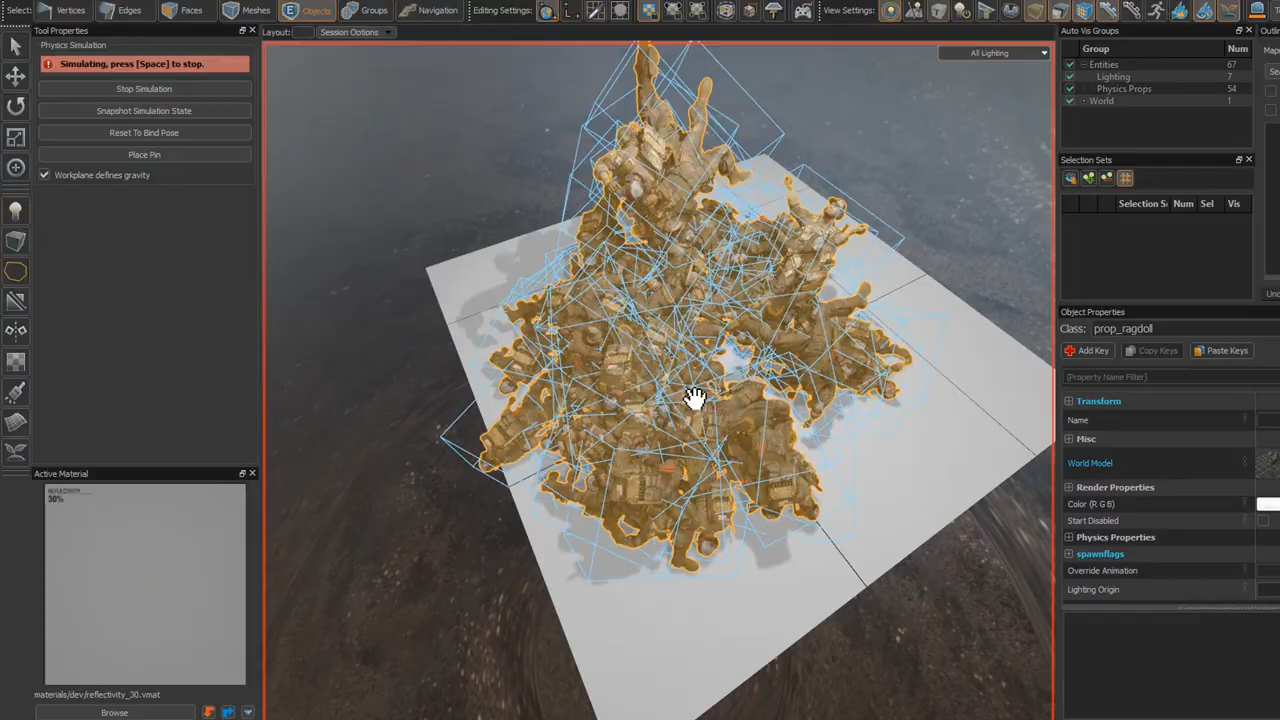 Select:
Vertices
Edges
Faces
Meshes
Objects
Groups
Navigation
Editing Settings:
View Settings:
Tool Properties
Physics Simulation
Simulating, press [Space] to stop.
Stop Simulation
Snapshot Simulation State
Reset To Bind Pose
Place Pin
Workplane defines gravity
Layout:
Session Options
All Lighting
Auto Vis Groups
Group
Num
Entities
67
Lighting
7
Physics Props
54
World
1
Selection Sets
Selection S
Num
Sel
Vis
Object Properties
Class: prop_ragdoll
Add Key
Copy Keys
Paste Keys
(Property Name Filter)
Transform
Name
Misc
World Model
Render Properties
Color (R G B)
Start Disabled
Physics Properties
spawnflags
Override Animation
Lighting Origin
Active Material
REFLECTIVITY
30%
materials/dev/reflectivity_30.vmat
Browse